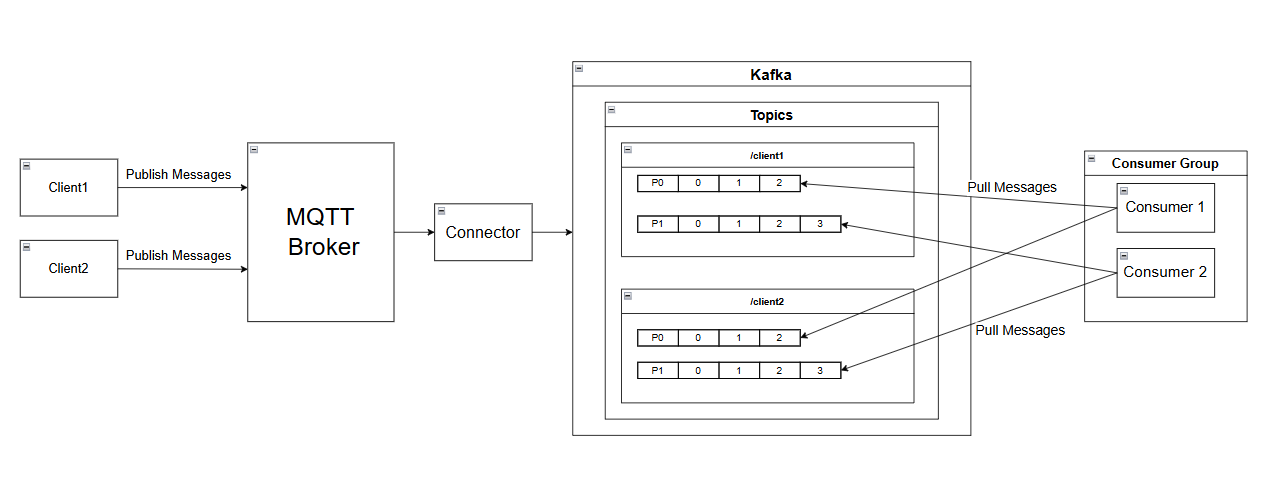 Client1
Publish Messages
Client2
Publish Messages
MQTT
Broker
Connector
Kafka
Topics
/client1
P0 0 1 2
P1 0 1 2 3
/client2
P0 0 1 2
P1 0 1 2 3
Pull Messages
Pull Messages
Consumer Group
Consumer 1
Consumer 2